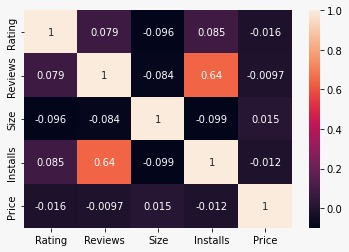 Rating 1 0.079 -0.096 0.085 -0.016
Reviews 0.079 1 -0.084 0.64 -0.0097
Size -0.096 -0.084 1 -0.099 0.015
Installs 0.085 0.64 -0.099 1 -0.012
Price -0.016 -0.0097 0.015 -0.012 1
Rating Reviews Size Installs Price
1.0
0.8
0.6
0.4
0.2
0.0